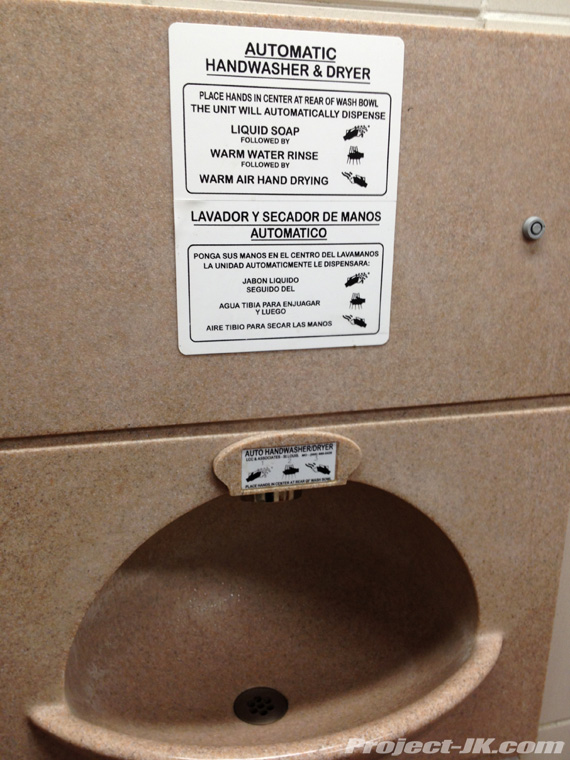 AUTOMATIC
HANDWASHER & DRYER
PLACE HANDS IN CENTER AT REAR OF WASH BOWL
THE UNIT WILL AUTOMATICALLY DISPENSE
LIQUID SOAP
FOLLOWED BY
WARM WATER RINSE
FOLLOWED BY
WARM AIR HAND DRYING
LAVADOR Y SECADOR DE MANOS
AUTOMATICO
PONGA SUS MANOS EN EL CENTRO DEL LAVAMANOS
LA UNIDAD AUTOMATICMENTE LE DISPENSARA:
JABON LIQUIDO
SEGUIDO DEL
AGUA TIBIA PARA ENJUAGAR
Y LUEGO
AIRE TIBIO PARA SECAR LAS MANOS
AUTO HANDWASHER/DRYER
& ASSOCIATES
1 2 3
PLACE HANDS IN CENTER AT REAR OF WASH BOWL
Project-JK.com